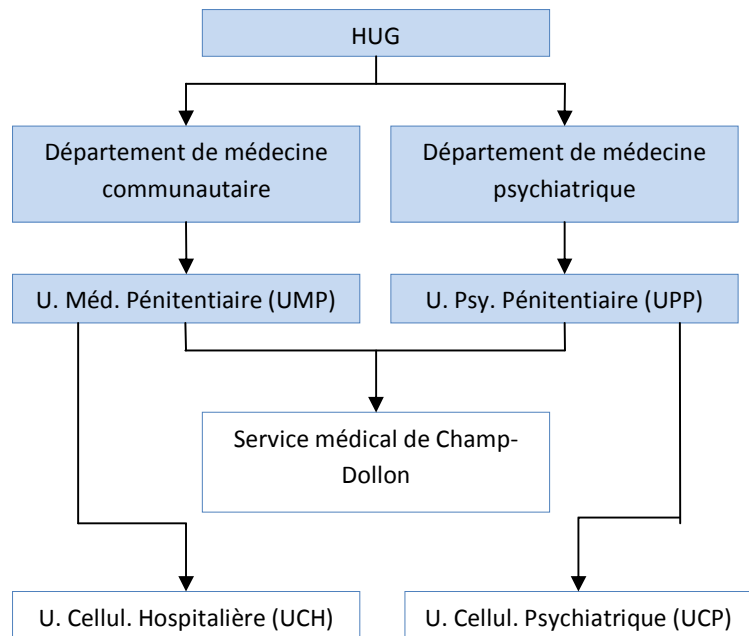 HUG
Département de médecine
communautaire
Département de médecine
psychiatrique
U. Méd. Pénitentiaire (UMP)
U. Psy. Pénitentiaire (UPP)
Service médical de Champ-
Dollon
U. Cellul. Hospitalière (UCH)
U. Cellul. Psychiatrique (UCP)